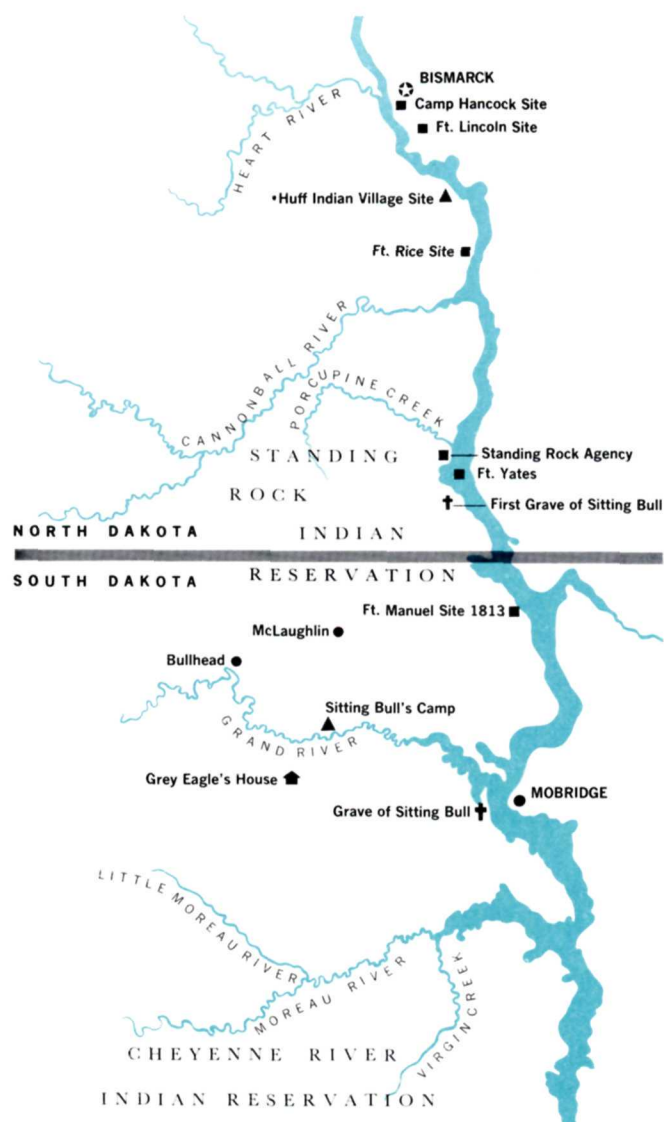 BISMARCK
Camp Hancock Site
Ft. Lincoln Site
HEART RIVER
•Huff Indian Village Site
Ft. Rice Site
CANNONBALL RIVER
PORCUPINE CREEK
STANDING
Standing Rock Agency
Ft. Yates
ROCK
First Grave of Sitting Bull
NORTH DAKOTA
INDIAN
SOUTH DAKOTA
RESERVATION
Ft. Manuel Site 1813
McLaughlin
Bullhead
Sitting Bull's Camp
GRAND RIVER
Grey Eagle's House
MOBRIDGE
Grave of Sitting Bull
LITTLE MOREAU RIVER
MOREAU RIVER
VIRGIN CREEK
CHEYENNE RIVER
INDIAN RESERVATION